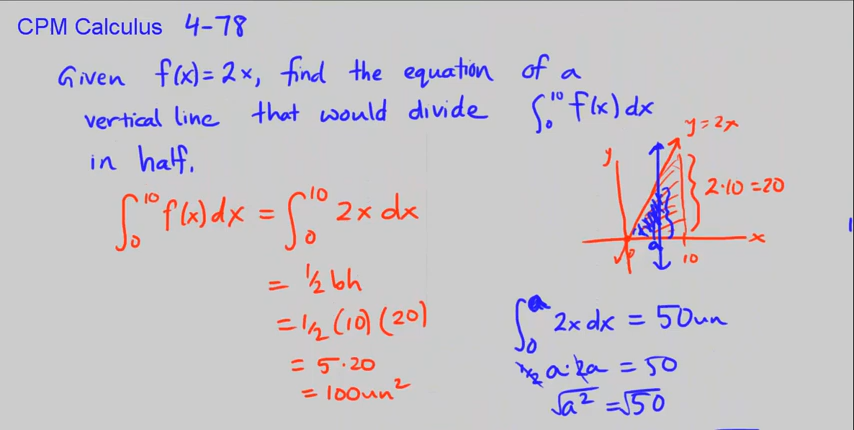 CPM Calculus 4-78
Given f(x) = 2x, find the equation of a
vertical line that would divide ∫₀¹⁰ f(x) dx
in half.
∫₀¹⁰ f(x) dx = ∫₀¹⁰ 2x dx
= 1/2 bh
= 1/2 (10) (20)
= 5·20
= 100un²
y = 2x
y
2·10 = 20
x
a
10
∫₀ᵃ 2x dx = 50un
1/2 a·2a = 50
√a² = √50